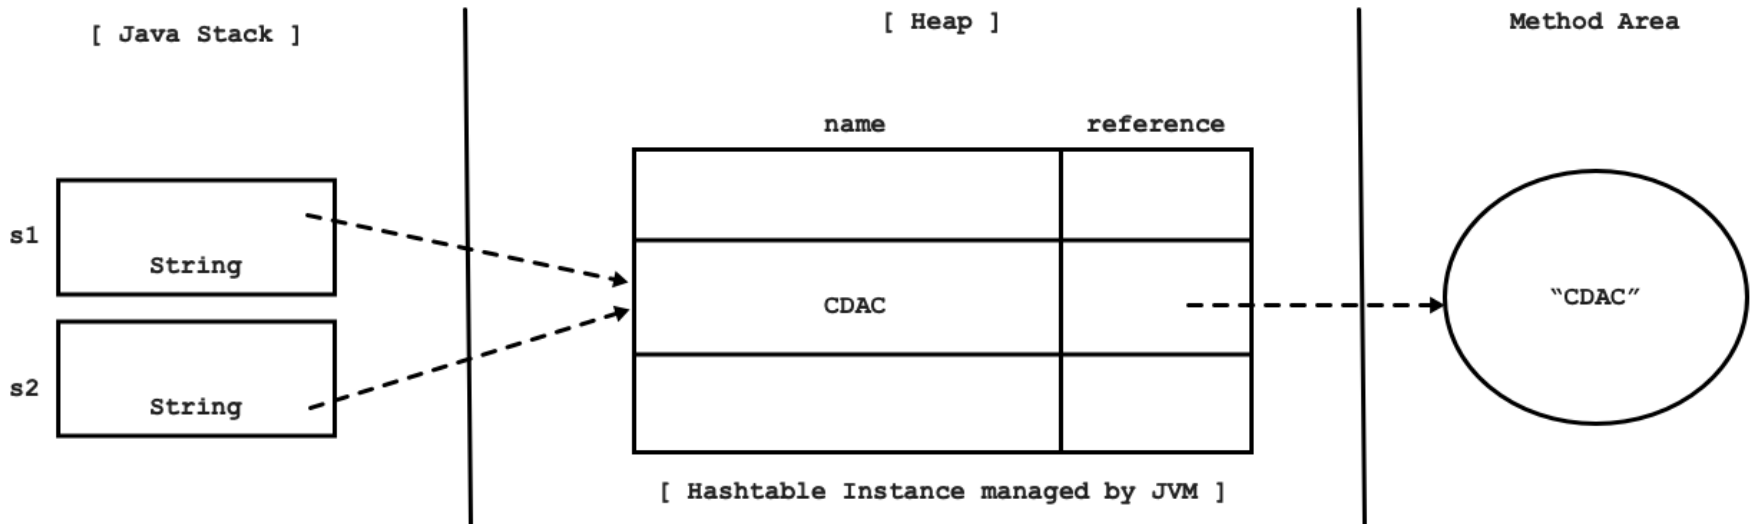 [ Java Stack ]
[ Heap ]
Method Area
name
reference
s1
String
s2
String
CDAC
“CDAC”
[ Hashtable Instance managed by JVM ]